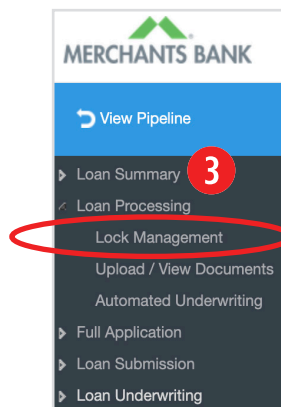 MERCHANTS BANK
View Pipeline
Loan Summary 3
Loan Processing
Lock Management
Upload / View Documents
Automated Underwriting
Full Application
Loan Submission
Loan Underwriting